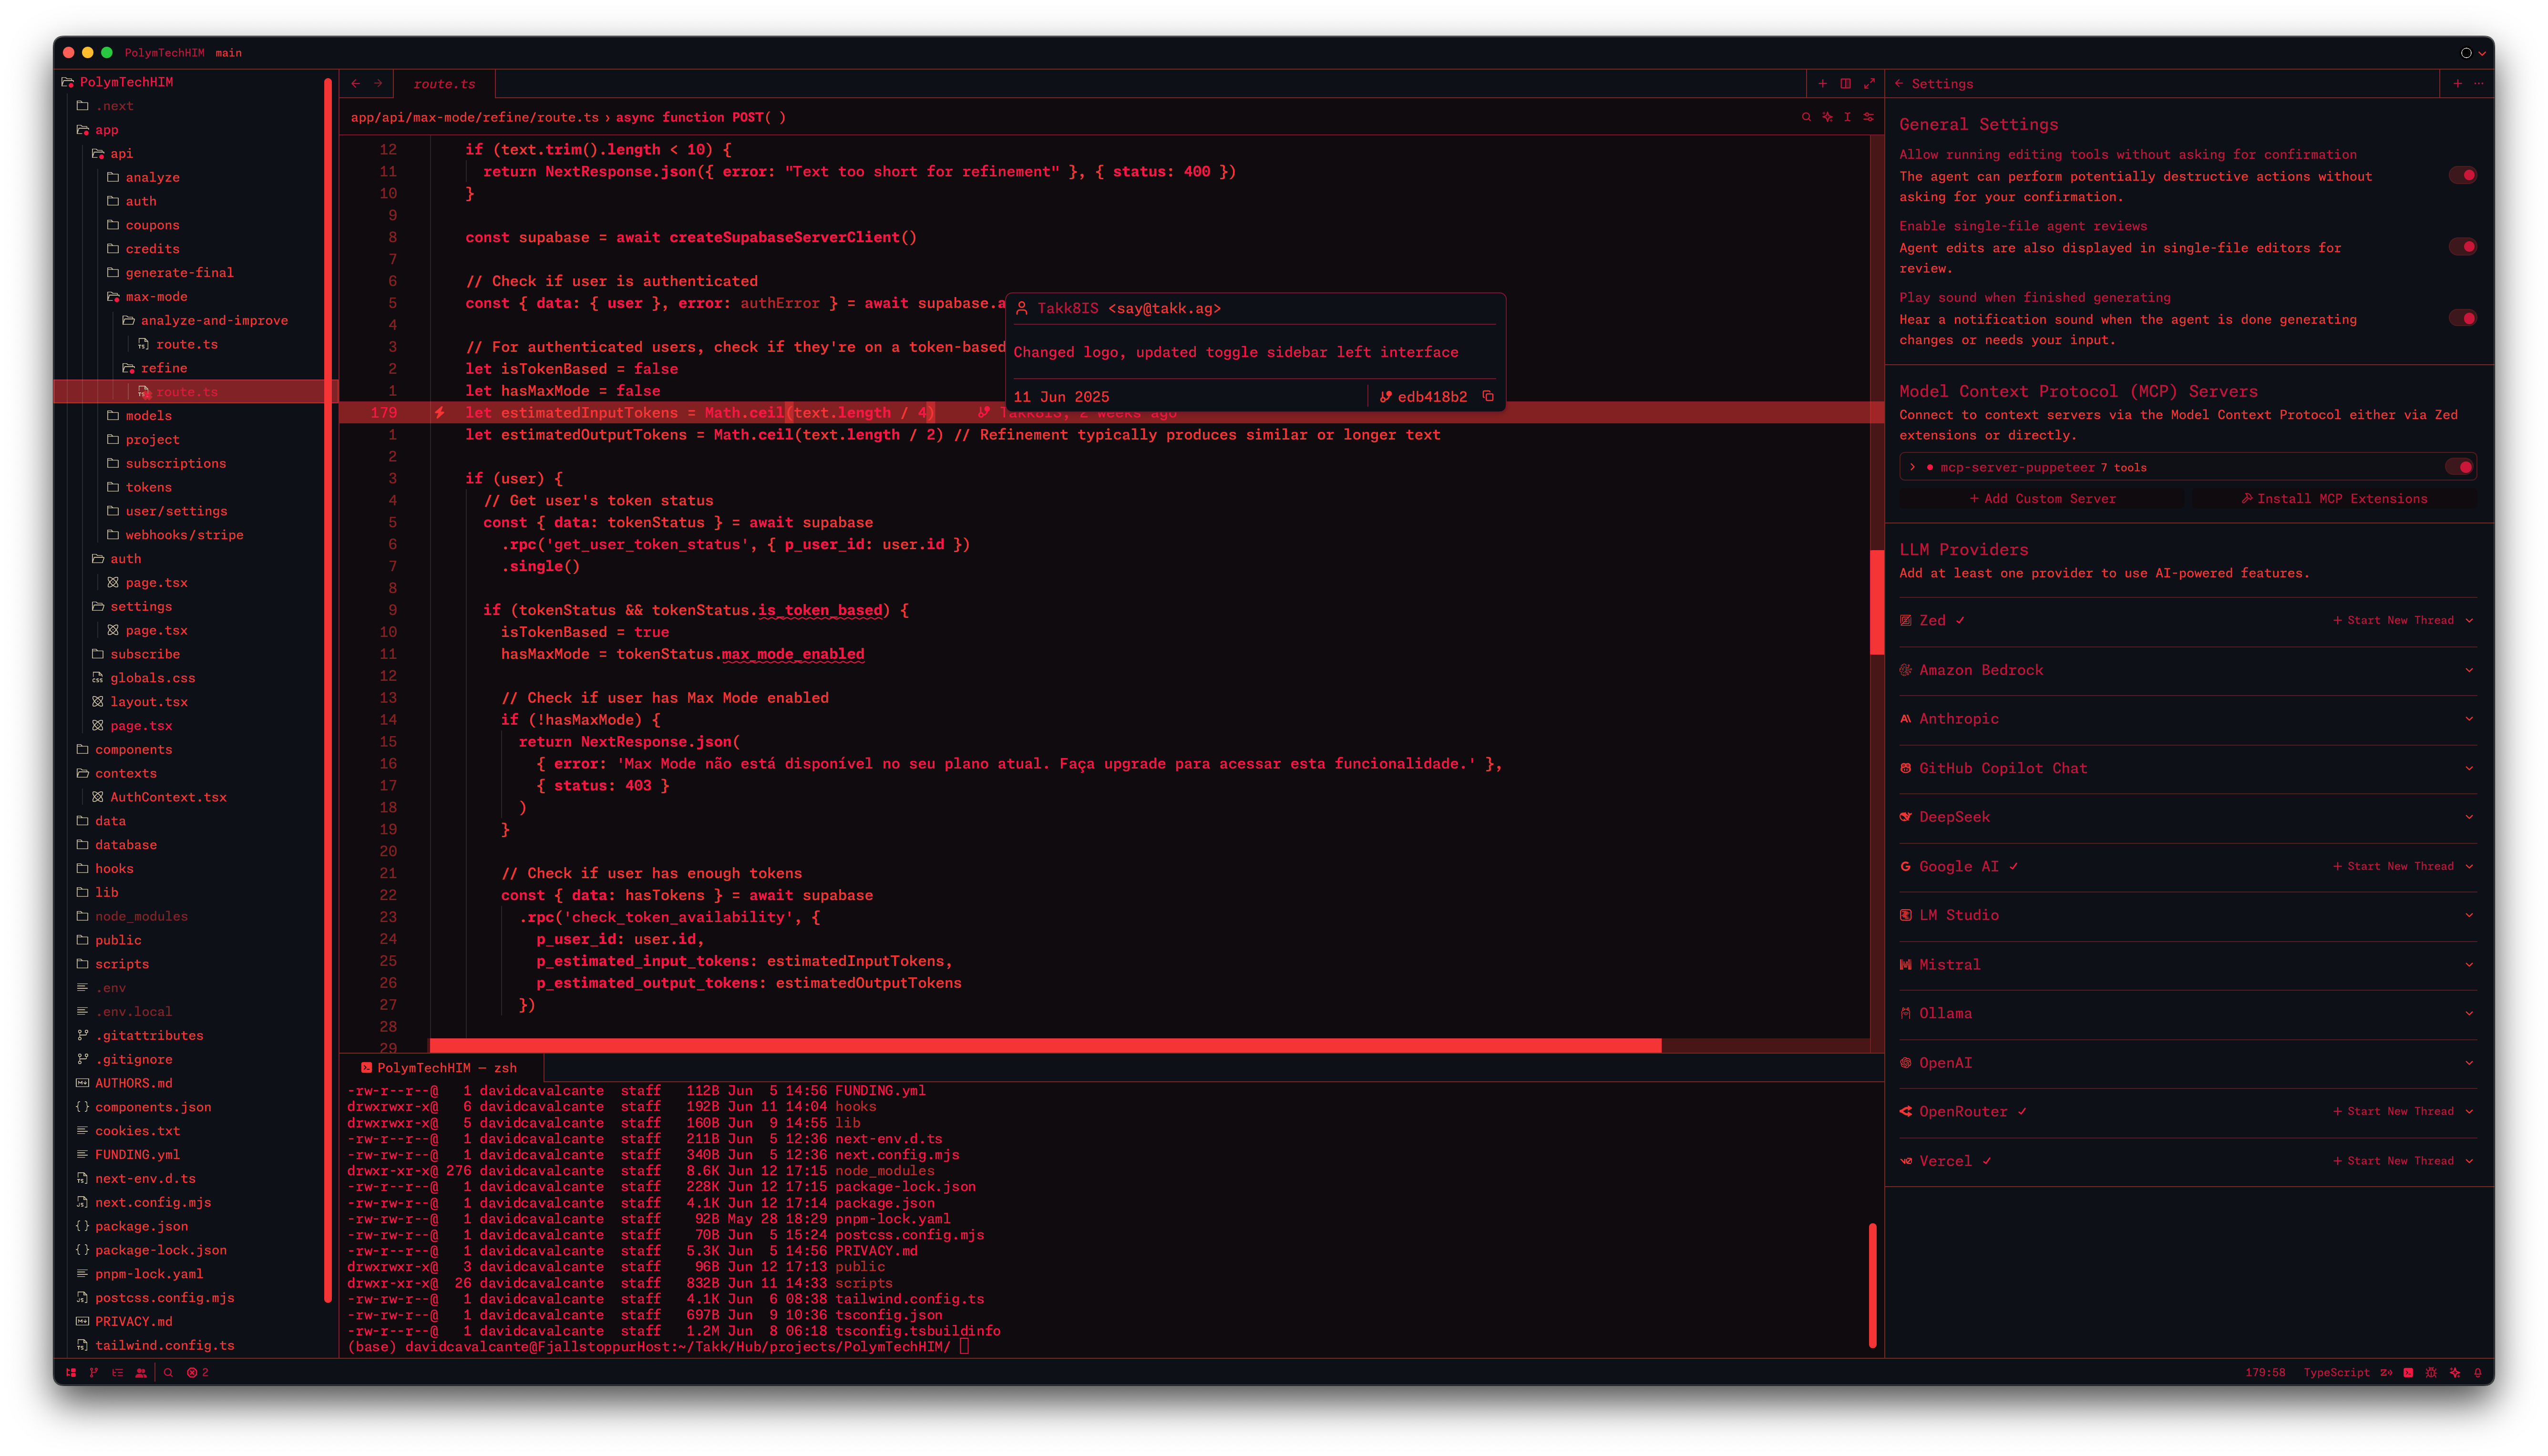 PolymTechHIM main
PolymTechHIM
.next
app
api
analyze
auth
coupons
credits
generate-final
max-mode
analyze-and-improve
route.ts
refine
route.ts
models
project
subscriptions
tokens
user/settings
webhooks/stripe
auth
page.tsx
settings
page.tsx
subscribe
globals.css
layout.tsx
page.tsx
components
contexts
AuthContext.tsx
data
database
hooks
lib
node_modules
public
scripts
.env
.env.local
.gitattributes
.gitignore
AUTHORS.md
components.json
cookies.txt
FUNDING.yml
next-env.d.ts
next.config.mjs
package.json
package-lock.json
pnpm-lock.yaml
postcss.config.mjs
PRIVACY.md
tailwind.config.ts
route.ts
app/api/max-mode/refine/route.ts › async function POST( )
12 if (text.trim().length < 10) {
11 return NextResponse.json({ error: "Text too short for refinement" }, { status: 400 })
10 }
9
8 const supabase = await createSupabaseServerClient()
7
6 // Check if user is authenticated
5 const { data: { user }, error: authError } = await supabase.a
4
3 // For authenticated users, check if they're on a token-based
2 let isTokenBased = false
1 let hasMaxMode = false
179 let estimatedInputTokens = Math.ceil(text.length / 4) Takk8IS, 2 weeks ago
1 let estimatedOutputTokens = Math.ceil(text.length / 2) // Refinement typically produces similar or longer text
2
3 if (user) {
4 // Get user's token status
5 const { data: tokenStatus } = await supabase
6 .rpc('get_user_token_status', { p_user_id: user.id })
7 .single()
8
9 if (tokenStatus && tokenStatus.is_token_based) {
10 isTokenBased = true
11 hasMaxMode = tokenStatus.max_mode_enabled
12
13 // Check if user has Max Mode enabled
14 if (!hasMaxMode) {
15 return NextResponse.json(
16 { error: 'Max Mode não está disponível no seu plano atual. Faça upgrade para acessar esta funcionalidade.' },
17 { status: 403 }
18 )
19 }
20
21 // Check if user has enough tokens
22 const { data: hasTokens } = await supabase
23 .rpc('check_token_availability', {
24 p_user_id: user.id,
25 p_estimated_input_tokens: estimatedInputTokens,
26 p_estimated_output_tokens: estimatedOutputTokens
27 })
28
29
Takk8IS <say@takk.ag>
Changed logo, updated toggle sidebar left interface
11 Jun 2025 edb418b2
PolymTechHIM — zsh
-rw-r--r--@ 1 davidcavalcante staff 112B Jun 5 14:56 FUNDING.yml
drwxrwxr-x@ 6 davidcavalcante staff 192B Jun 11 14:04 hooks
drwxrwxr-x@ 5 davidcavalcante staff 160B Jun 9 14:55 lib
-rw-r--r--@ 1 davidcavalcante staff 211B Jun 5 12:36 next-env.d.ts
-rw-rw-r--@ 1 davidcavalcante staff 340B Jun 5 12:36 next.config.mjs
drwxr-xr-x@ 276 davidcavalcante staff 8.6K Jun 12 17:15 node_modules
-rw-r--r--@ 1 davidcavalcante staff 228K Jun 12 17:15 package-lock.json
-rw-rw-r--@ 1 davidcavalcante staff 4.1K Jun 12 17:14 package.json
-rw-rw-r--@ 1 davidcavalcante staff 92B May 28 18:29 pnpm-lock.yaml
-rw-rw-r--@ 1 davidcavalcante staff 70B Jun 5 15:24 postcss.config.mjs
-rw-rw-r--@ 1 davidcavalcante staff 5.3K Jun 5 14:56 PRIVACY.md
drwxrwxr-x@ 3 davidcavalcante staff 96B Jun 12 17:13 public
drwxr-xr-x@ 26 davidcavalcante staff 832B Jun 11 14:33 scripts
-rw-rw-r--@ 1 davidcavalcante staff 4.1K Jun 6 08:38 tailwind.config.ts
-rw-rw-r--@ 1 davidcavalcante staff 697B Jun 9 10:36 tsconfig.json
-rw-r--r--@ 1 davidcavalcante staff 1.2M Jun 8 06:18 tsconfig.tsbuildinfo
(base) davidcavalcante@FjallstoppurHost:~/Takk/Hub/projects/PolymTechHIM/
Settings
General Settings
Allow running editing tools without asking for confirmation
The agent can perform potentially destructive actions without
asking for your confirmation.
Enable single-file agent reviews
Agent edits are also displayed in single-file editors for
review.
Play sound when finished generating
Hear a notification sound when the agent is done generating
changes or needs your input.
Model Context Protocol (MCP) Servers
Connect to context servers via the Model Context Protocol either via Zed
extensions or directly.
mcp-server-puppeteer 7 tools
+ Add Custom Server Install MCP Extensions
LLM Providers
Add at least one provider to use AI-powered features.
Zed ✓ + Start New Thread
Amazon Bedrock
Anthropic
GitHub Copilot Chat
DeepSeek
Google AI ✓ + Start New Thread
LM Studio
Mistral
Ollama
OpenAI
OpenRouter ✓ + Start New Thread
Vercel ✓ + Start New Thread
2
179:58 TypeScript